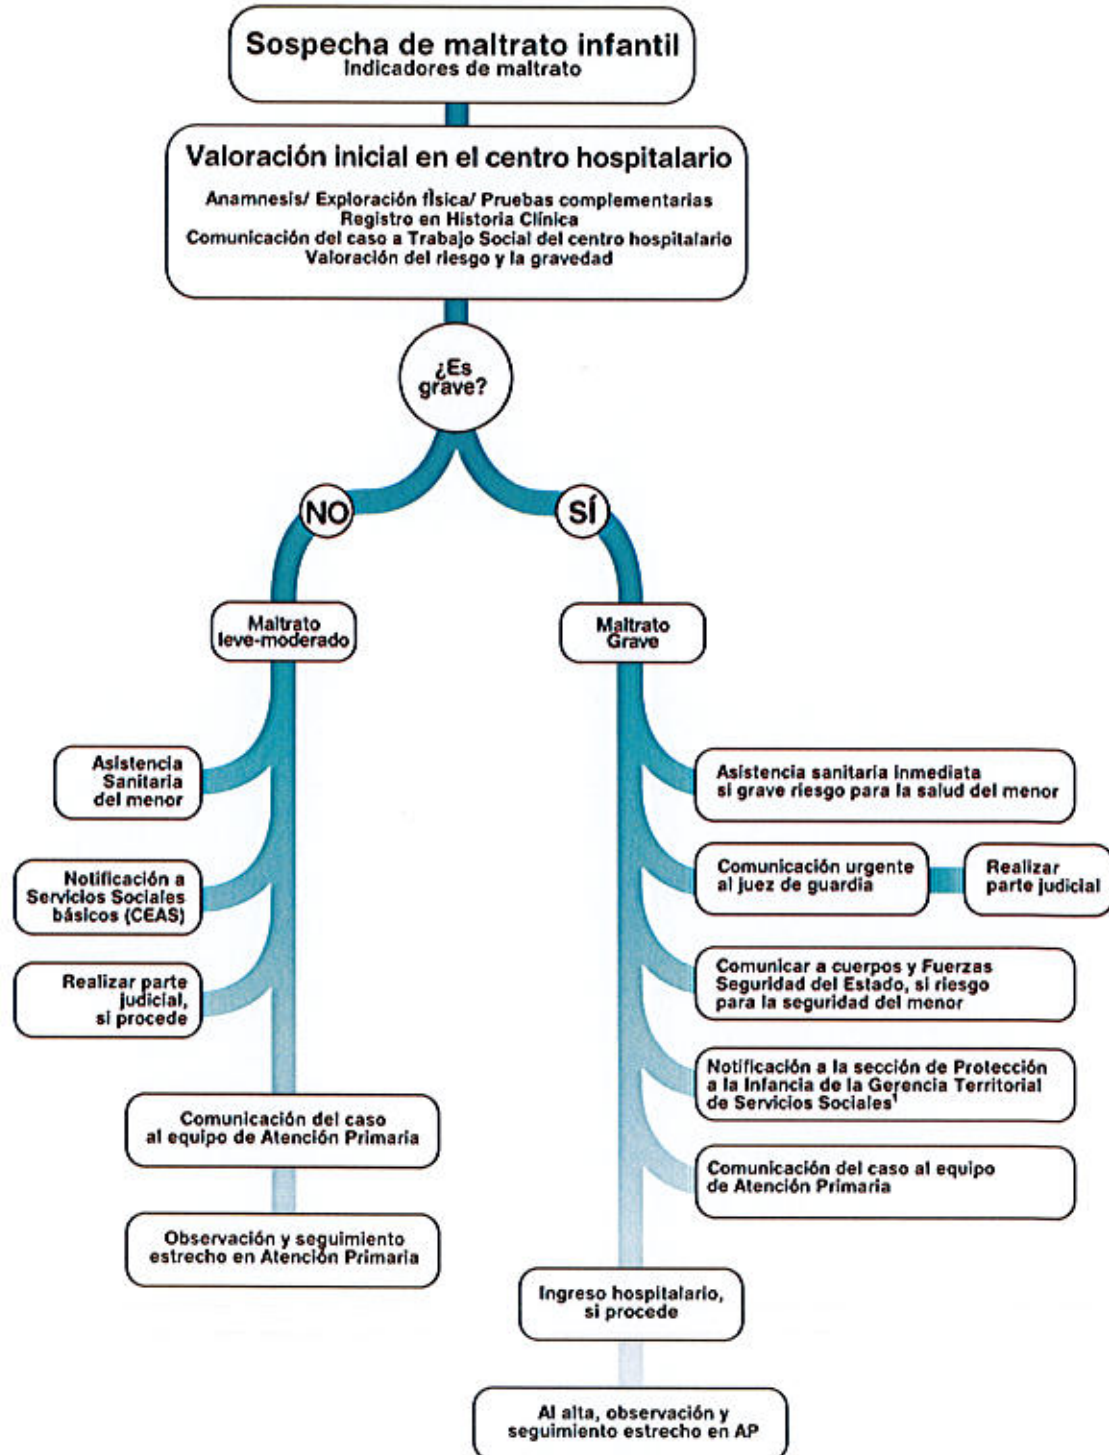 Sospecha de maltrato infantil
Indicadores de maltrato
Valoración inicial en el centro hospitalario
Anamnesis/ Exploración física/ Pruebas complementarias
Registro en Historia Clínica
Comunicación del caso a Trabajo Social del centro hospitalario
Valoración del riesgo y la gravedad
¿Es
grave?
NO
SÍ
Maltrato
leve-moderado
Maltrato
Grave
Asistencia
Sanitaria
del menor
Notificación a
Servicios Sociales
básicos (CEAS)
Realizar parte
judicial,
si procede
Comunicación del caso
al equipo de Atención Primaria
Observación y seguimiento
estrecho en Atención Primaria
Asistencia sanitaria inmediata
si grave riesgo para la salud del menor
Comunicación urgente
al juez de guardia
Realizar
parte judicial
Comunicar a cuerpos y Fuerzas
Seguridad del Estado, si riesgo
para la seguridad del menor
Notificación a la sección de Protección
a la Infancia de la Gerencia Territorial
de Servicios Sociales¹
Comunicación del caso al equipo
de Atención Primaria
Ingreso hospitalario,
si procede
Al alta, observación y
seguimiento estrecho en AP